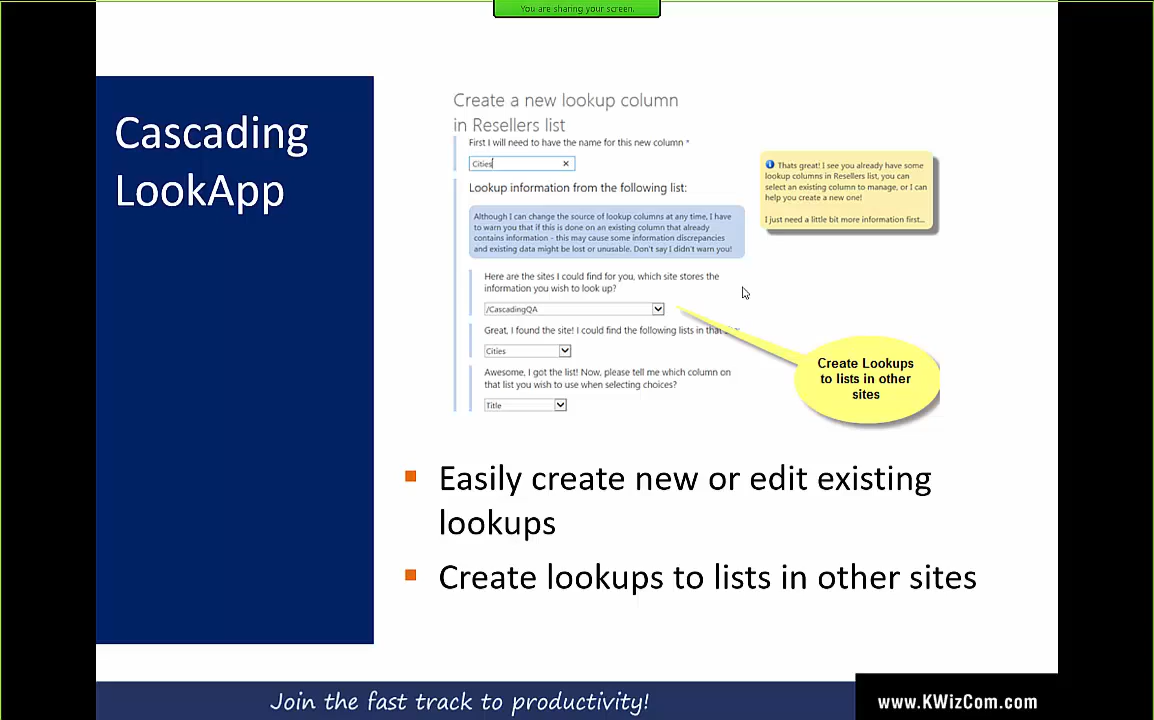 You are sharing your screen.
Cascading
LookApp
Create a new lookup column
in Resellers list
First I will need to have the name for this new column *
Cities
Lookup information from the following list:
Although I can change the source of lookup columns at any time, I have
to warn you that if this is done on an existing column that already
contains information - this may cause some information discrepancies
and existing data might be lost or unusable. Don't say I didn't warn you!
Here are the sites I could find for you, which site stores the
information you wish to look up?
/CascadingQA
Great, I found the site! I could find the following lists in that
Cities
Awesome, I got the list! Now, please tell me which column on
that list you wish to use when selecting choices?
Title
Thats great! I see you already have some
lookup columns in Resellers list, you can
select an existing column to manage, or I can
help you create a new one!
I just need a little bit more information first...
Create Lookups
to lists in other
sites
Easily create new or edit existing
lookups
Create lookups to lists in other sites
Join the fast track to productivity!
www.KWizCom.com